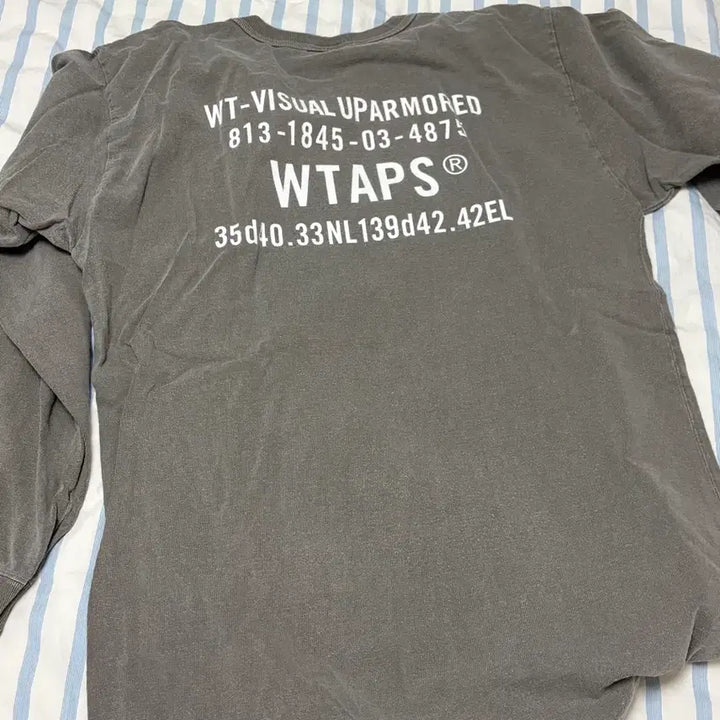 WT-VISUAL UPARMORED
813-1845-03-4875
WTAPS®
35d40.33NL139d42.42EL